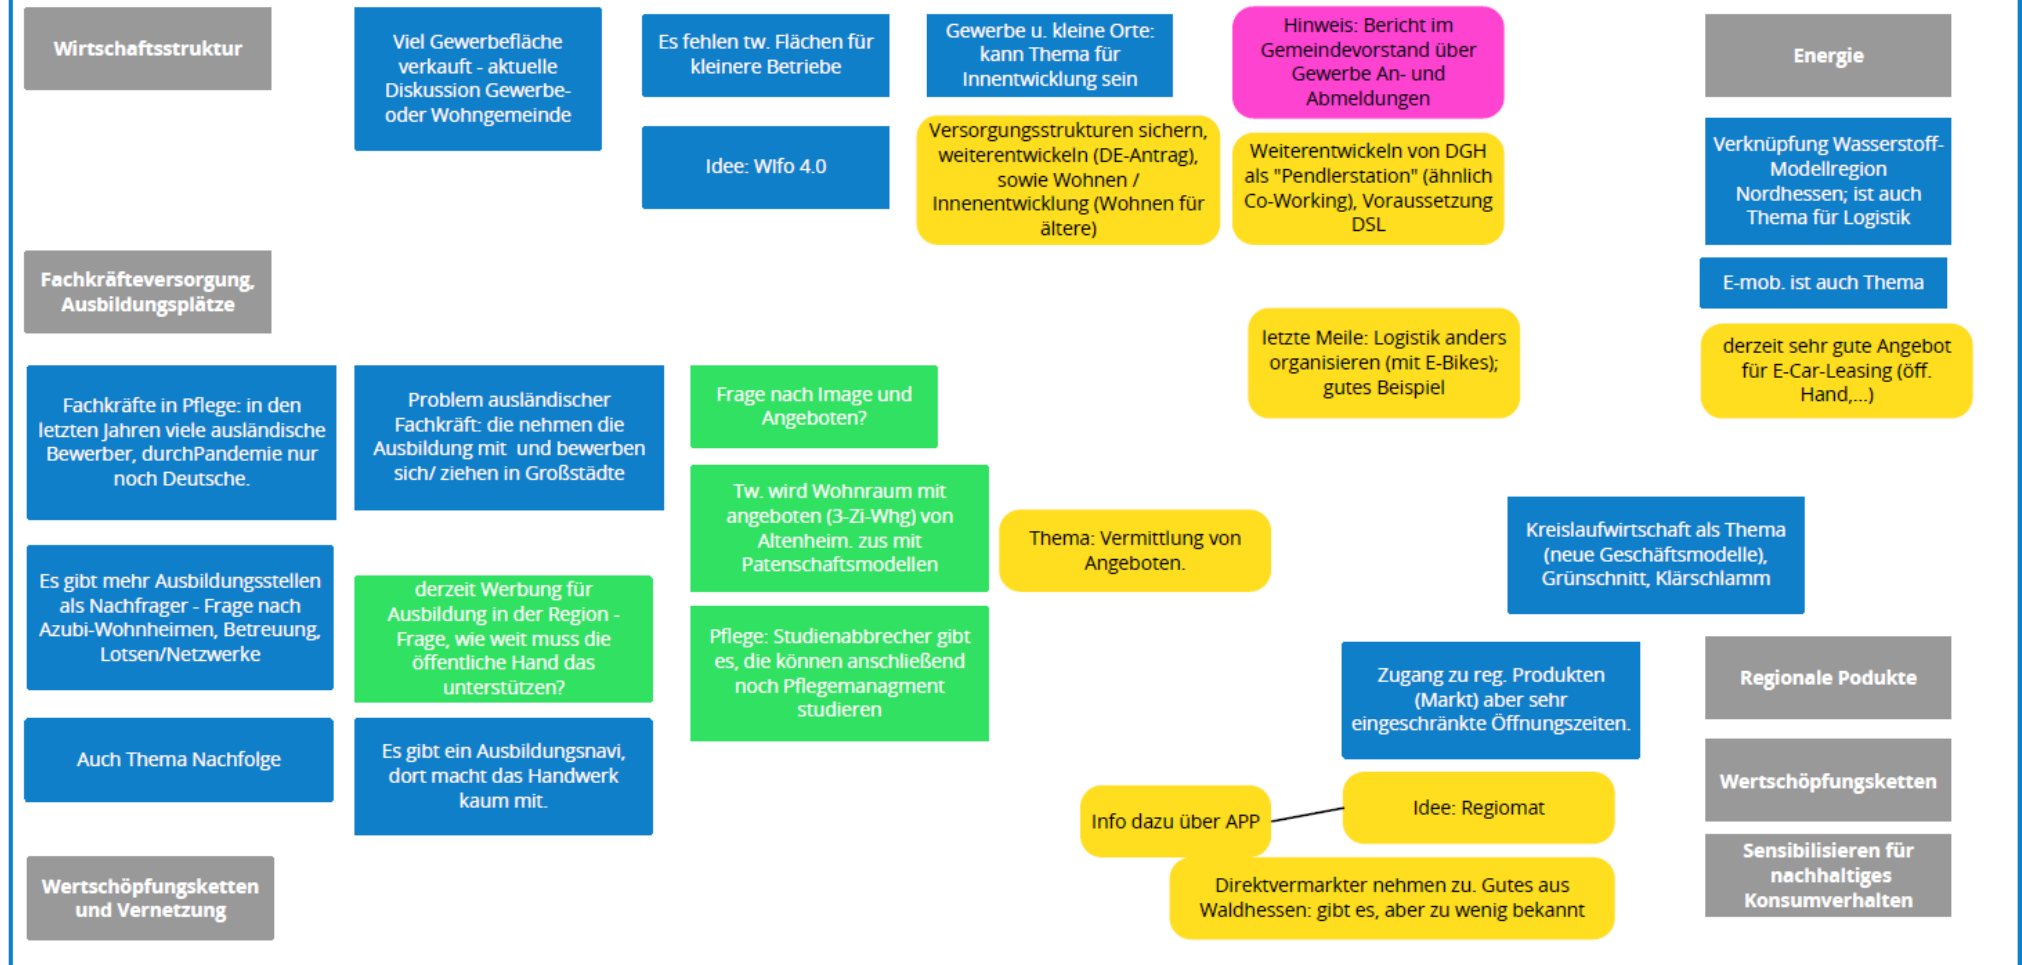 Wirtschaftsstruktur
Viel Gewerbefläche
verkauft - aktuelle
Diskussion Gewerbe-
oder Wohngemeinde
Es fehlen tw. Flächen für
kleinere Betriebe
Idee: WIfo 4.0
Gewerbe u. kleine Orte:
kann Thema für
Innentwicklung sein
Versorgungsstrukturen sichern,
weiterentwickeln (DE-Antrag),
sowie Wohnen /
Innenentwicklung (Wohnen für
ältere)
Hinweis: Bericht im
Gemeindevorstand über
Gewerbe An- und
Abmeldungen
Weiterentwickeln von DGH
als "Pendlerstation" (ähnlich
Co-Working), Voraussetzung
DSL
Energie
Verknüpfung Wasserstoff-
Modellregion
Nordhessen; ist auch
Thema für Logistik
E-mob. ist auch Thema
derzeit sehr gute Angebot
für E-Car-Leasing (öff.
Hand,...)
letzte Meile: Logistik anders
organisieren (mit E-Bikes);
gutes Beispiel
Fachkräfteversorgung,
Ausbildungsplätze
Fachkräfte in Pflege: in den
letzten Jahren viele ausländische
Bewerber, durchPandemie nur
noch Deutsche.
Problem ausländischer
Fachkräft: die nehmen die
Ausbildung mit  und bewerben
sich/ ziehen in Großstädte
Frage nach Image und
Angeboten?
Tw. wird Wohnraum mit
angeboten (3-Zi-Whg) von
Altenheim. zus mit
Patenschaftsmodellen
Thema: Vermittlung von
Angeboten.
Es gibt mehr Ausbildungsstellen
als Nachfrager - Frage nach
Azubi-Wohnheimen, Betreuung,
Lotsen/Netzwerke
derzeit Werbung für
Ausbildung in der Region -
Frage, wie weit muss die
öffentliche Hand das
unterstützen?
Pflege: Studienabbrecher gibt
es, die können anschließend
noch Pflegemanagment
studieren
Auch Thema Nachfolge
Es gibt ein Ausbildungsnavi,
dort macht das Handwerk
kaum mit.
Kreislaufwirtschaft als Thema
(neue Geschäftsmodelle),
Grünschnitt, Klärschlamm
Zugang zu reg. Produkten
(Markt) aber sehr
eingeschränkte Öffnungszeiten.
Regionale Podukte
Wertschöpfungsketten
Info dazu über APP
Idee: Regiomat
Direktvermarkter nehmen zu. Gutes aus
Waldhessen: gibt es, aber zu wenig bekannt
Sensibilisieren für
nachhaltiges
Konsumverhalten
Wertschöpfungsketten
und Vernetzung